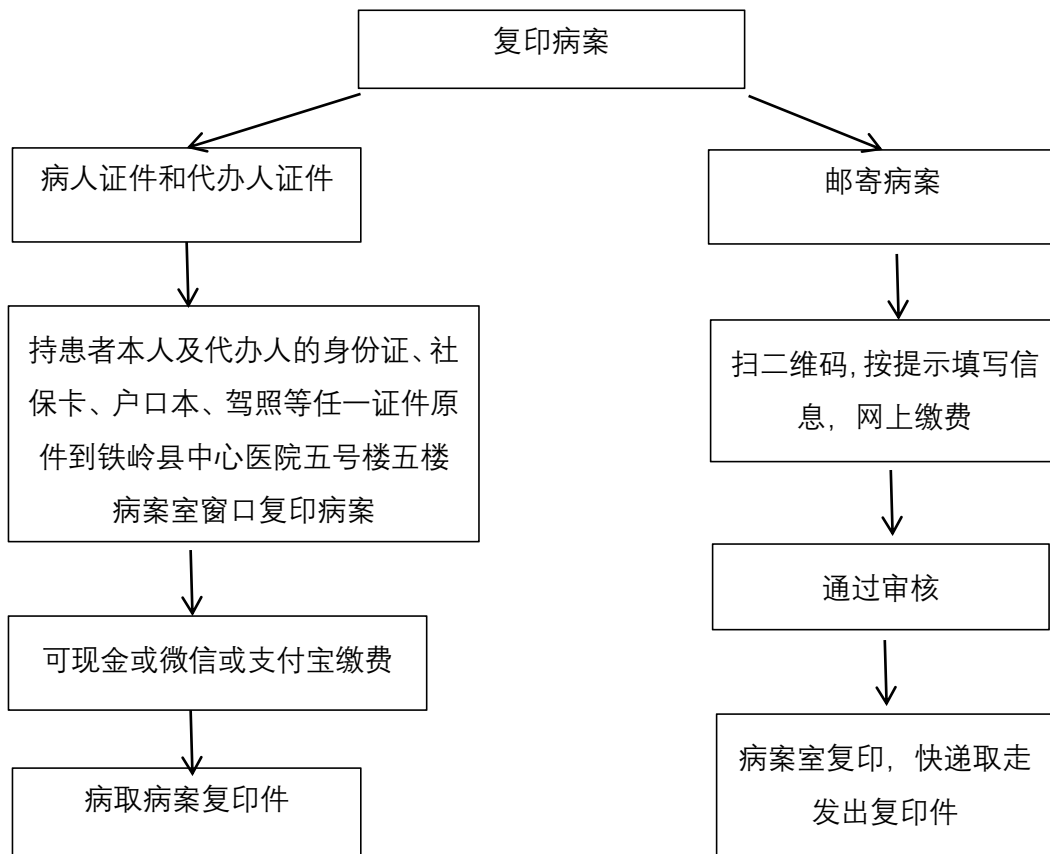 复印病案
病人证件和代办人证件
邮寄病案
持患者本人及代办人的身份证、社
保卡、户口本、驾照等任一证件原
件到铁岭县中心医院五号楼五楼
病案室窗口复印病案
扫二维码,按提示填写信
息，网上缴费
通过审核
可现金或微信或支付宝缴费
病案室复印，快递取走
发出复印件
病取病案复印件